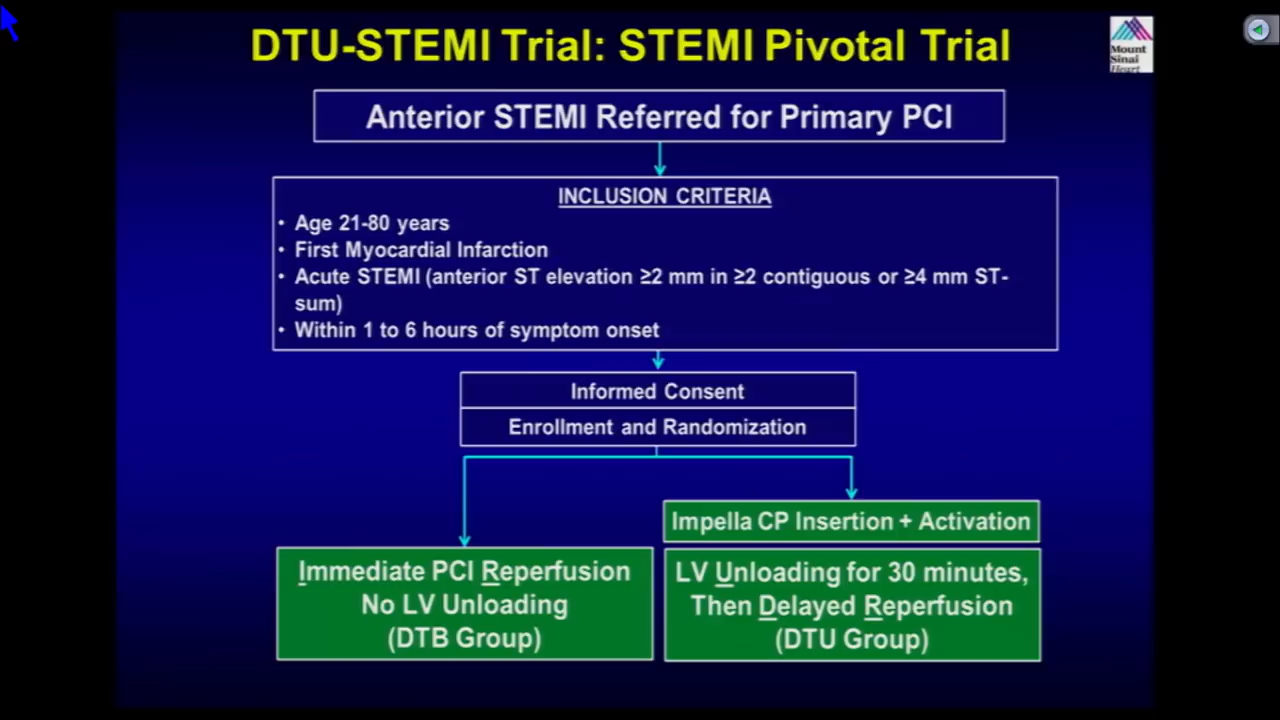 DTU-STEMI Trial: STEMI Pivotal Trial
Mount
Sinai
Heart
Anterior STEMI Referred for Primary PCI
INCLUSION CRITERIA
• Age 21-80 years
• First Myocardial Infarction
• Acute STEMI (anterior ST elevation ≥2 mm in ≥2 contiguous or ≥4 mm ST-
sum)
• Within 1 to 6 hours of symptom onset
Informed Consent
Enrollment and Randomization
Immediate PCI Reperfusion
No LV Unloading
(DTB Group)
Impella CP Insertion + Activation
LV Unloading for 30 minutes,
Then Delayed Reperfusion
(DTU Group)